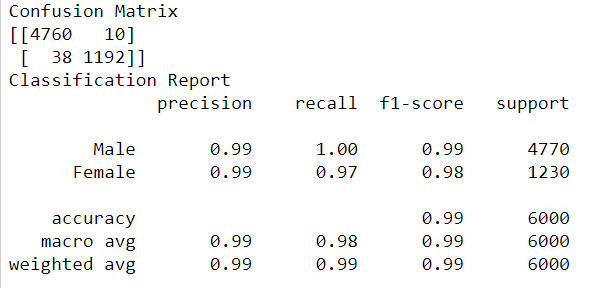 Confusion Matrix
[[4760   10]
 [  38 1192]]
Classification Report
              precision    recall  f1-score   support

        Male       0.99      1.00      0.99      4770
      Female       0.99      0.97      0.98      1230

    accuracy                           0.99      6000
   macro avg       0.99      0.98      0.99      6000
weighted avg       0.99      0.99      0.99      6000